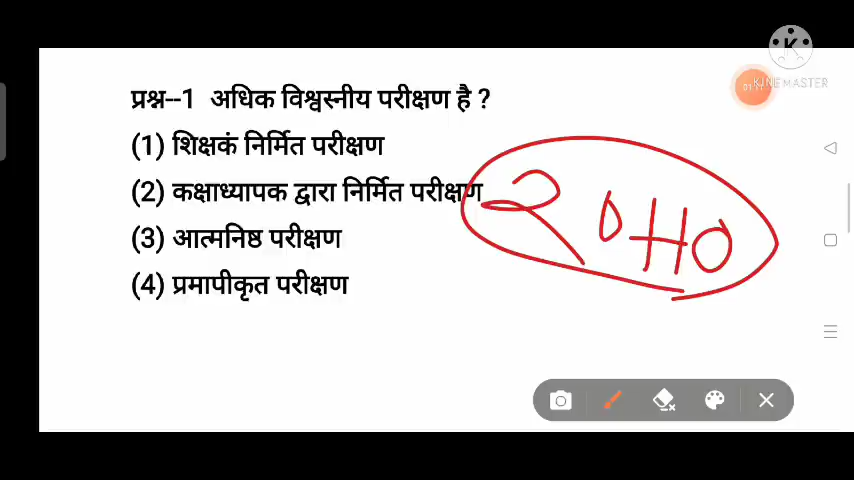 KINEMASTER
प्रश्न--1 अधिक विश्वस्नीय परीक्षण है ?
(1) शिक्षकं निर्मित परीक्षण
(2) कक्षाध्यापक द्वारा निर्मित परीक्षण
(3) आत्मनिष्ठ परीक्षण
(4) प्रमापीकृत परीक्षण